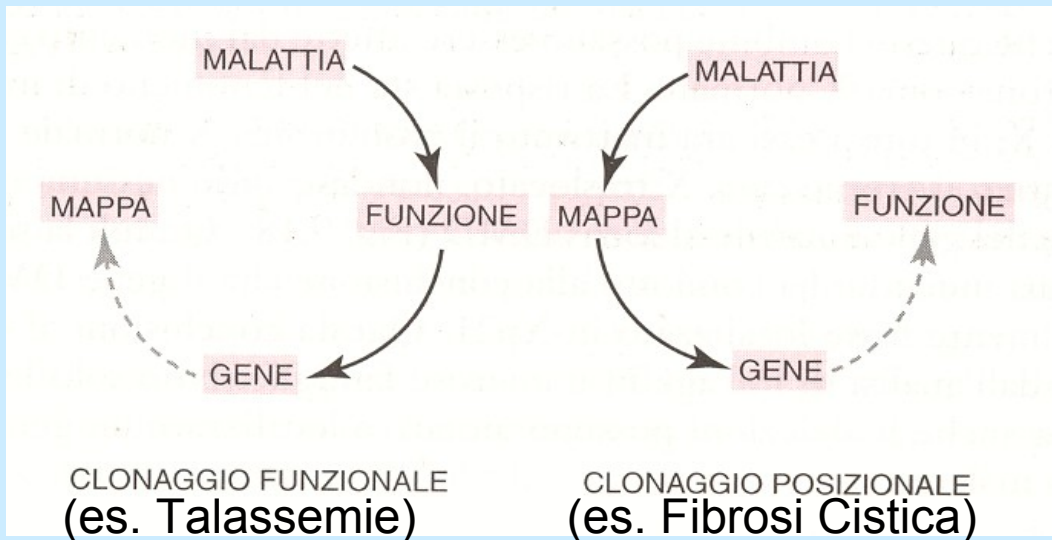 MALATTIA
FUNZIONE
GENE
MAPPA
CLONAGGIO FUNZIONALE
(es. Talassemie)
MALATTIA
MAPPA
GENE
FUNZIONE
CLONAGGIO POSIZIONALE
(es. Fibrosi Cistica)